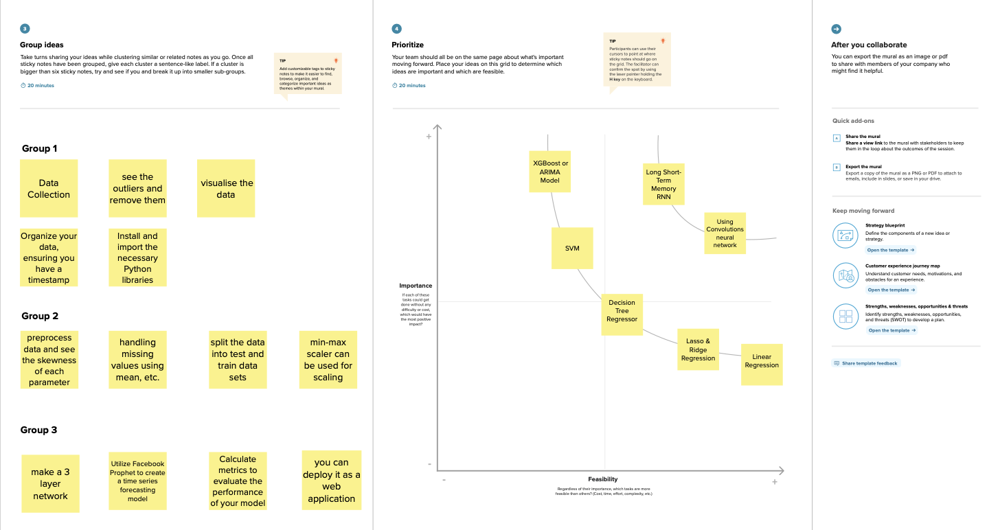 3
Group ideas
Take turns sharing your ideas while clustering similar or related notes as you go. Once all
sticky notes have been grouped, give each cluster a sentence-like label. If a cluster is
bigger than six sticky notes, try and see if you and break it up into smaller sub-groups.
20 minutes
TIP
Add customizable tags to sticky
notes to make it easier to find,
browse, organize, and
categorize important ideas as
themes within your mural.
Group 1
Data
Collection
see the
outliers and
remove them
visualise the
data
Organize your
data,
ensuring you
have a
timestamp
Install and
import the
necessary
Python
libraries
Group 2
preprocess
data and see
the skewness
of each
parameter
handling
missing
values using
mean, etc.
split the data
into test and
train data
sets
min-max
scaler can
be used for
scaling
Group 3
make a 3
layer
network
Utilize Facebook
Prophet to create
a time series
forecasting
model
Calculate
metrics to
evaluate the
performance
of your model
you can
deploy it as a
web
application
4
Prioritize
Your team should all be on the same page about what's important
moving forward. Place your ideas on this grid to determine which
ideas are important and which are feasible.
20 minutes
TIP
Participants can use their
cursors to point at where
sticky notes should go on
the grid. The facilitator can
confirm the spot by using
the laser pointer holding the
H key on the keyboard.
+
XGBoost or
ARIMA
Model
Long Short-
Term
Memory
RNN
Using
Convolutions
neural
network
SVM
Importance
If each of these
tasks could get
done without any
difficulty or cost,
which would have
the most positive
impact?
Decision
Tree
Regressor
Lasso &
Ridge
Regression
Linear
Regression
-
-
Feasibility
+
Regardless of their importance, which tasks are more
feasible than others? (Cost, time, effort, complexity, etc.)
After you collaborate
You can export the mural as an image or pdf
to share with members of your company who
might find it helpful.
Quick add-ons
A
Share the mural
Share a view link to the mural with stakeholders to keep
them in the loop about the outcomes of the session.
B
Export the mural
Export a copy of the mural as a PNG or PDF to attach to
emails, include in slides, or save in your drive.
Keep moving forward
Strategy blueprint
Define the components of a new idea or
strategy.
Open the template →
Customer experience journey map
Understand customer needs, motivations, and
obstacles for an experience.
Open the template →
Strengths, weaknesses, opportunities & threats
Identify strengths, weaknesses, opportunities,
and threats (SWOT) to develop a plan.
Open the template →
Share template feedback